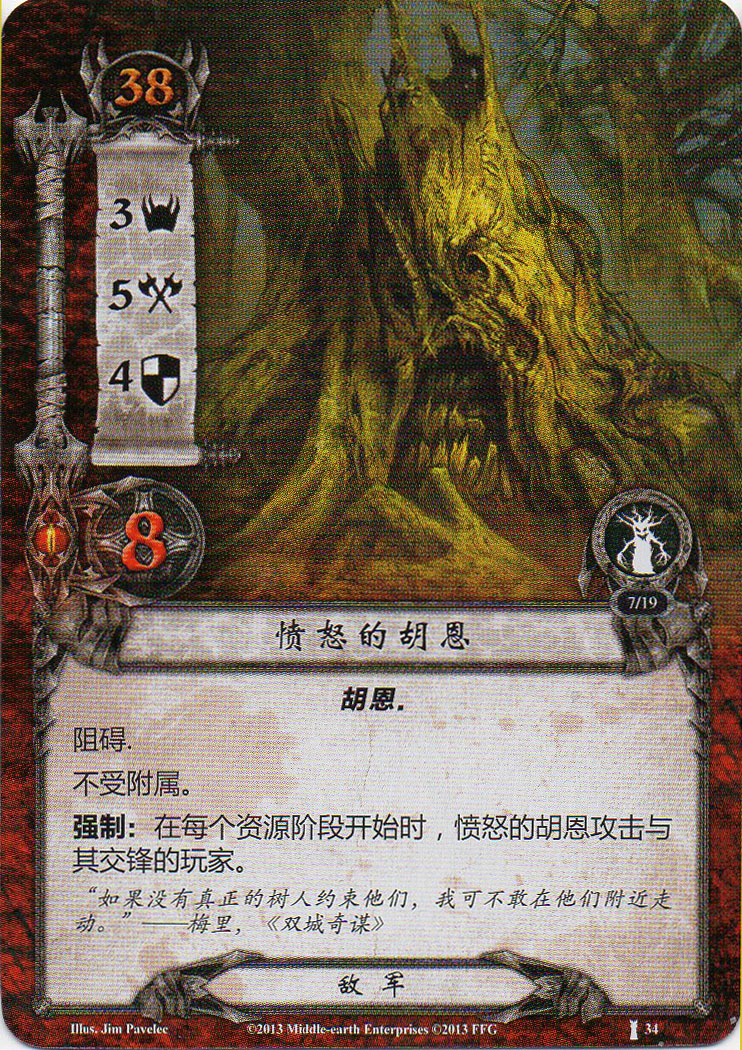 38
3
5
4
8
7/19
愤怒的胡恩
胡恩.
阻碍.
不受附属。
强制：在每个资源阶段开始时，愤怒的胡恩攻击与
其交锋的玩家。
“如果没有真正的树人约束他们，我可不敢在他们附近走
动。”——梅里，《双城奇谋》
敌军
Illus. Jim Pavelec
©2013 Middle-earth Enterprises ©2013 FFG
34